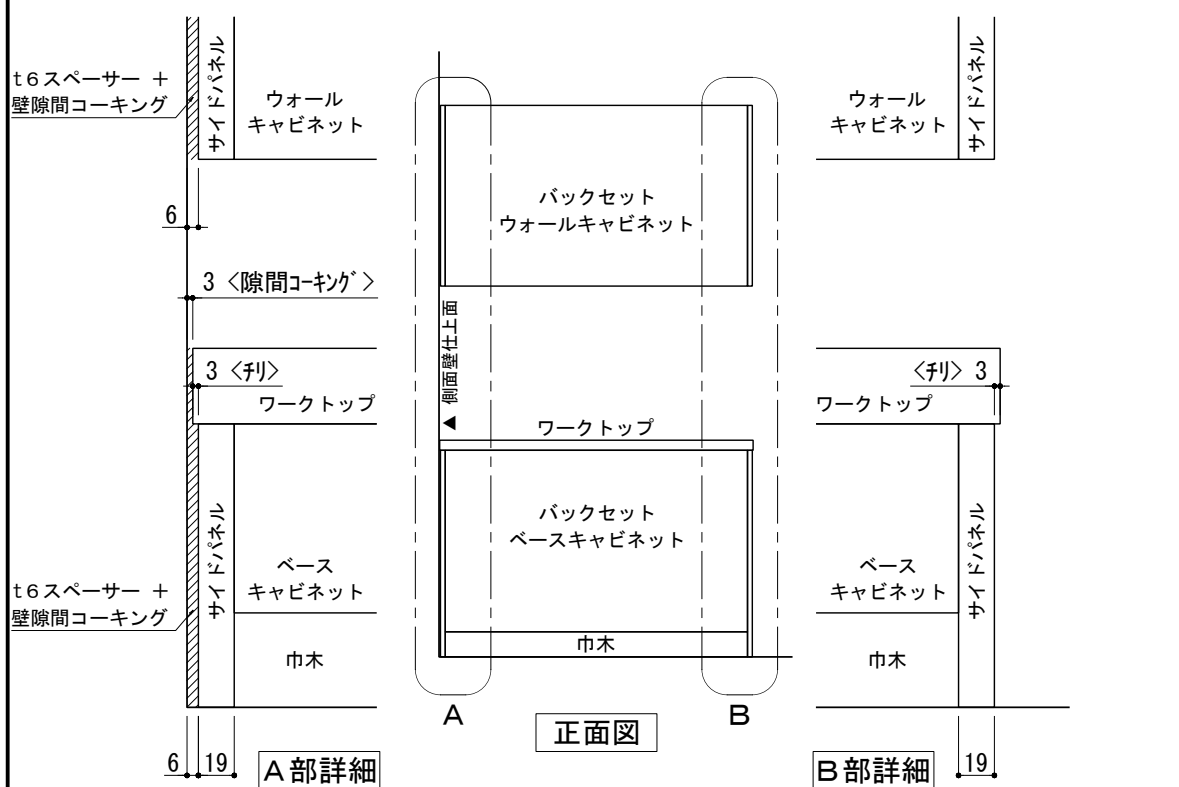 t6スペーサー ＋
壁隙間コーキング
サイドパネル
ウォール
キャビネット
6
3 〈隙間ｺｰｷﾝｸﾞ〉
3 〈ﾁﾘ〉
ワークトップ
サイドパネル
ベース
キャビネット
t6スペーサー ＋
壁隙間コーキング
巾木
6
19
A部詳細
バックセット
ウォールキャビネット
▲ 側面壁仕上面
ワークトップ
バックセット
ベースキャビネット
巾木
A
B
正面図
ウォール
キャビネット
サイドパネル
〈ﾁﾘ〉 3
ワークトップ
ベース
キャビネット
サイドパネル
巾木
B部詳細
19